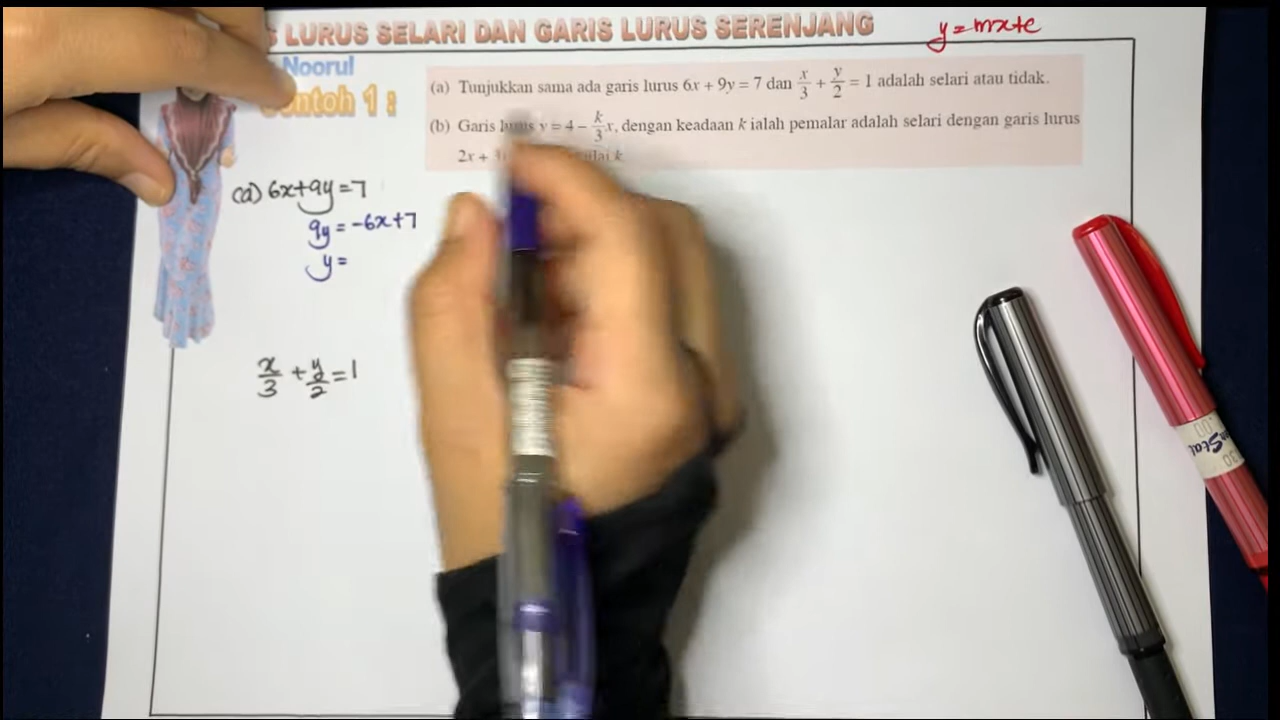 LURUS SELARI DAN GARIS LURUS SERENJANG
y=mx+c
Noorul
Contoh 1 :
(a) Tunjukkan sama ada garis lurus 6x + 9y = 7 dan x/3 + y/2 = 1 adalah selari atau tidak.
(b) Garis lurus y = 4 − k/3 x, dengan keadaan k ialah pemalar adalah selari dengan garis lurus
2x + k
(a) 6x+9y=7
9y = -6x+7
y =
x/3 + y/2 = 1